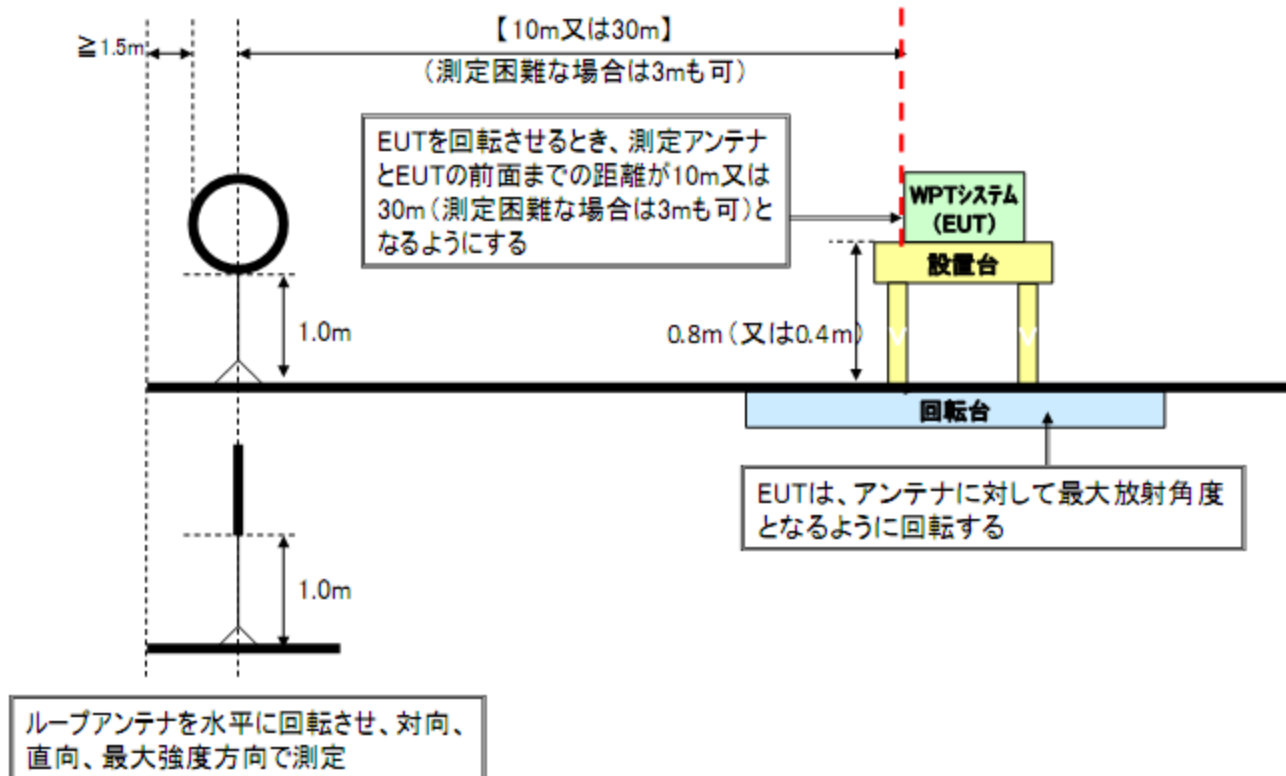 ≧1.5m
【10m又は30m】
（測定困難な場合は3mも可）
EUTを回転させるとき、測定アンテナ
とEUTの前面までの距離が10m又は
30m（測定困難な場合は3mも可）と
なるようにする
WPTシステム
（EUT）
設置台
1.0m
0.8m（又は0.4m）
V
V
回転台
EUTは、アンテナに対して最大放射角度
となるように回転する
1.0m
ループアンテナを水平に回転させ、対向、
直向、最大強度方向で測定